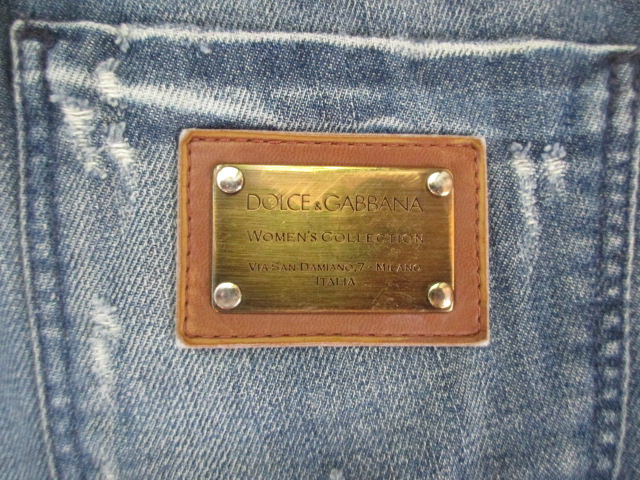 DOLCE & GABBANA
WOMEN'S COLLECTION
VIA SAN DAMIANO,7 - MILANO
ITALIA